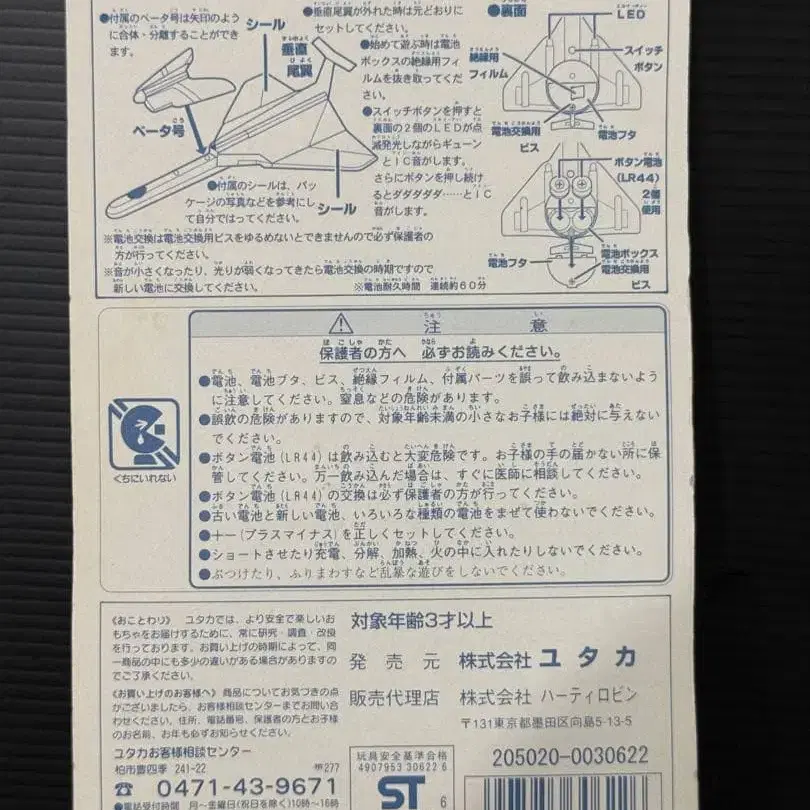 ●付属のベータ号は矢印のよう
に合体・分離することができ
ます。
シール
垂直
尾翼
ベータ号
●付属のシールは、パッ
ケージの写真などを参考にし
て自分ではってください。
シール
●垂直尾翼が外れた時は元どおりに
セットしてください。
●始めて遊ぶ時は電池
ボックスの絶縁用フィ
ルムを抜き取ってくだ
さい。
●スイッチボタンを押すと
裏面の2個のLEDが点
滅発光しながらギューン
とIC音がします。
さらにボタンを押し続け
るとダダダダダ……とIC
音がします。
●裏面
LED
スイッチ
ボタン
絶縁用
フィルム
電池交換用
ビス
電池フタ
ボタン電池
(LR44)
2個
使用
電池フタ
電池ボックス
電池交換用
ビス
※電池交換は電池交換用ビスをゆるめないとできませんので必ず保護者の
方が行ってください。
※音が小さくなったり、光りが弱くなってきたら電池交換の時期ですので
新しい電池に交換してください。
※電池耐久時間 連続約60分
⚠ 注意
保護者の方へ 必ずお読みください。
くちにいれない
●電池、電池ブタ、ビス、絶縁フィルム、付属パーツを誤って飲み込まないよう
に注意してください。窒息などの危険があります。
●誤飲の危険がありますので、対象年齢未満の小さなお子様には絶対に与えない
でください。
●ボタン電池(LR44)は飲み込むと大変危険です。お子様の手の届かない所に保
管してください。万一飲み込んだ場合は、すぐに医師に相談してください。
●ボタン電池(LR44)の交換は必ず保護者の方が行ってください。
●古い電池と新しい電池、いろいろな種類の電池をまぜて使わないでください。
●+−(プラスマイナス)を正しくセットしてください。
●ショートさせたり充電、分解、加熱、火の中に入れたりしないでください。
●ぶつけたり、ふりまわすなど乱暴な遊びをしないでください。
《おことわり》 ユタカでは、より安全で楽しいお
もちゃをお届けするために、常に研究・調査・改良
を行っております。お買い上げの時期によって、同
一商品の中にも多少の違いがある場合がありますの
でご了承ください。
《お買い上げのお客様へ》 商品についてお気づきの点
がございましたら、お客様相談センターまでお問い合
わせください。住所、電話番号、保護者の方とお子様
のお名前、お年も必ずお知らせください。
ユタカお客様相談センター
柏市豊四季 241-22 〒277
☎ 0471-43-9671
●電話受付時間 月〜金曜日(祝日を除く)10時〜16時
対象年齢3才以上
発売元 株式会社 ユタカ
販売代理店 株式会社 ハーティロビン
〒131東京都墨田区向島5-13-5
玩具安全基準合格
4907953 30622 6
ST
6
205020-0030622